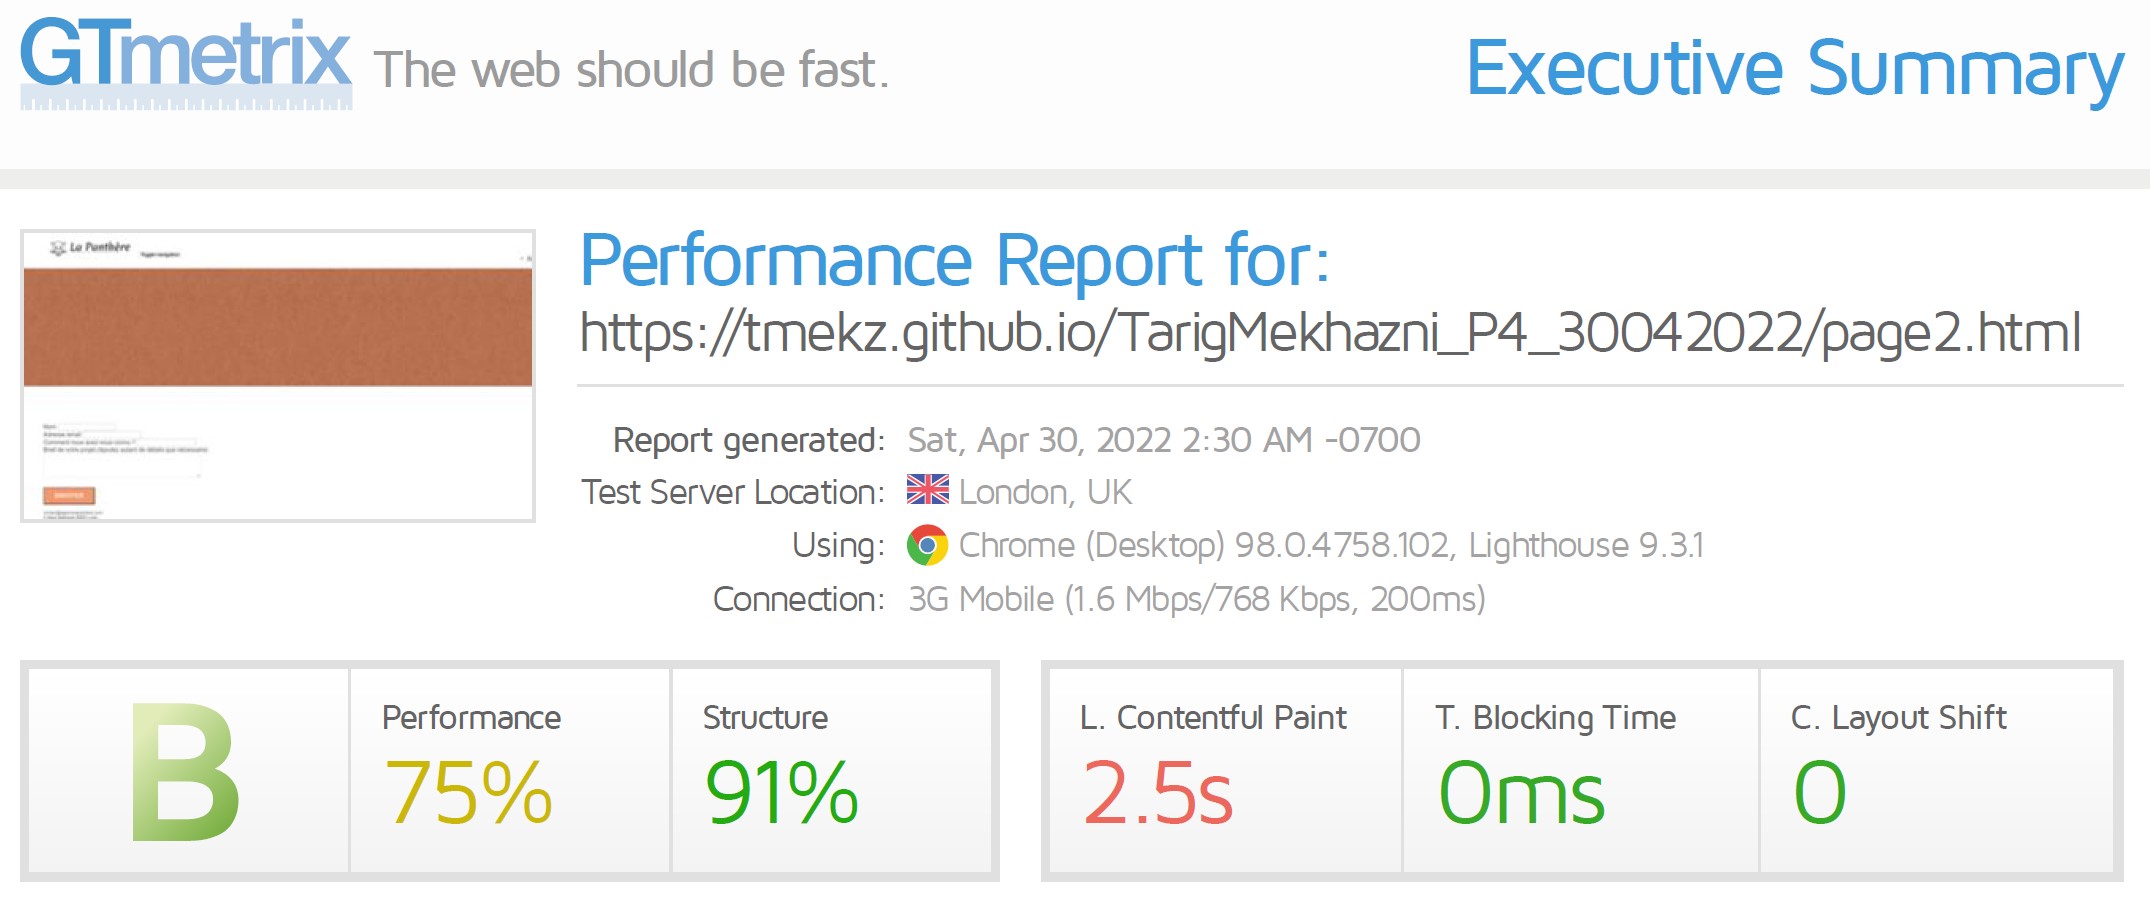 GTmetrix The web should be fast.
Executive Summary
La Panthère
Performance Report for:
https://tmekz.github.io/TarigMekhazni_P4_30042022/page2.html
Report generated: Sat, Apr 30, 2022 2:30 AM -0700
Test Server Location: London, UK
Using: Chrome (Desktop) 98.0.4758.102, Lighthouse 9.3.1
Connection: 3G Mobile (1.6 Mbps/768 Kbps, 200ms)
B
Performance
75%
Structure
91%
L. Contentful Paint
2.5s
T. Blocking Time
0ms
C. Layout Shift
0